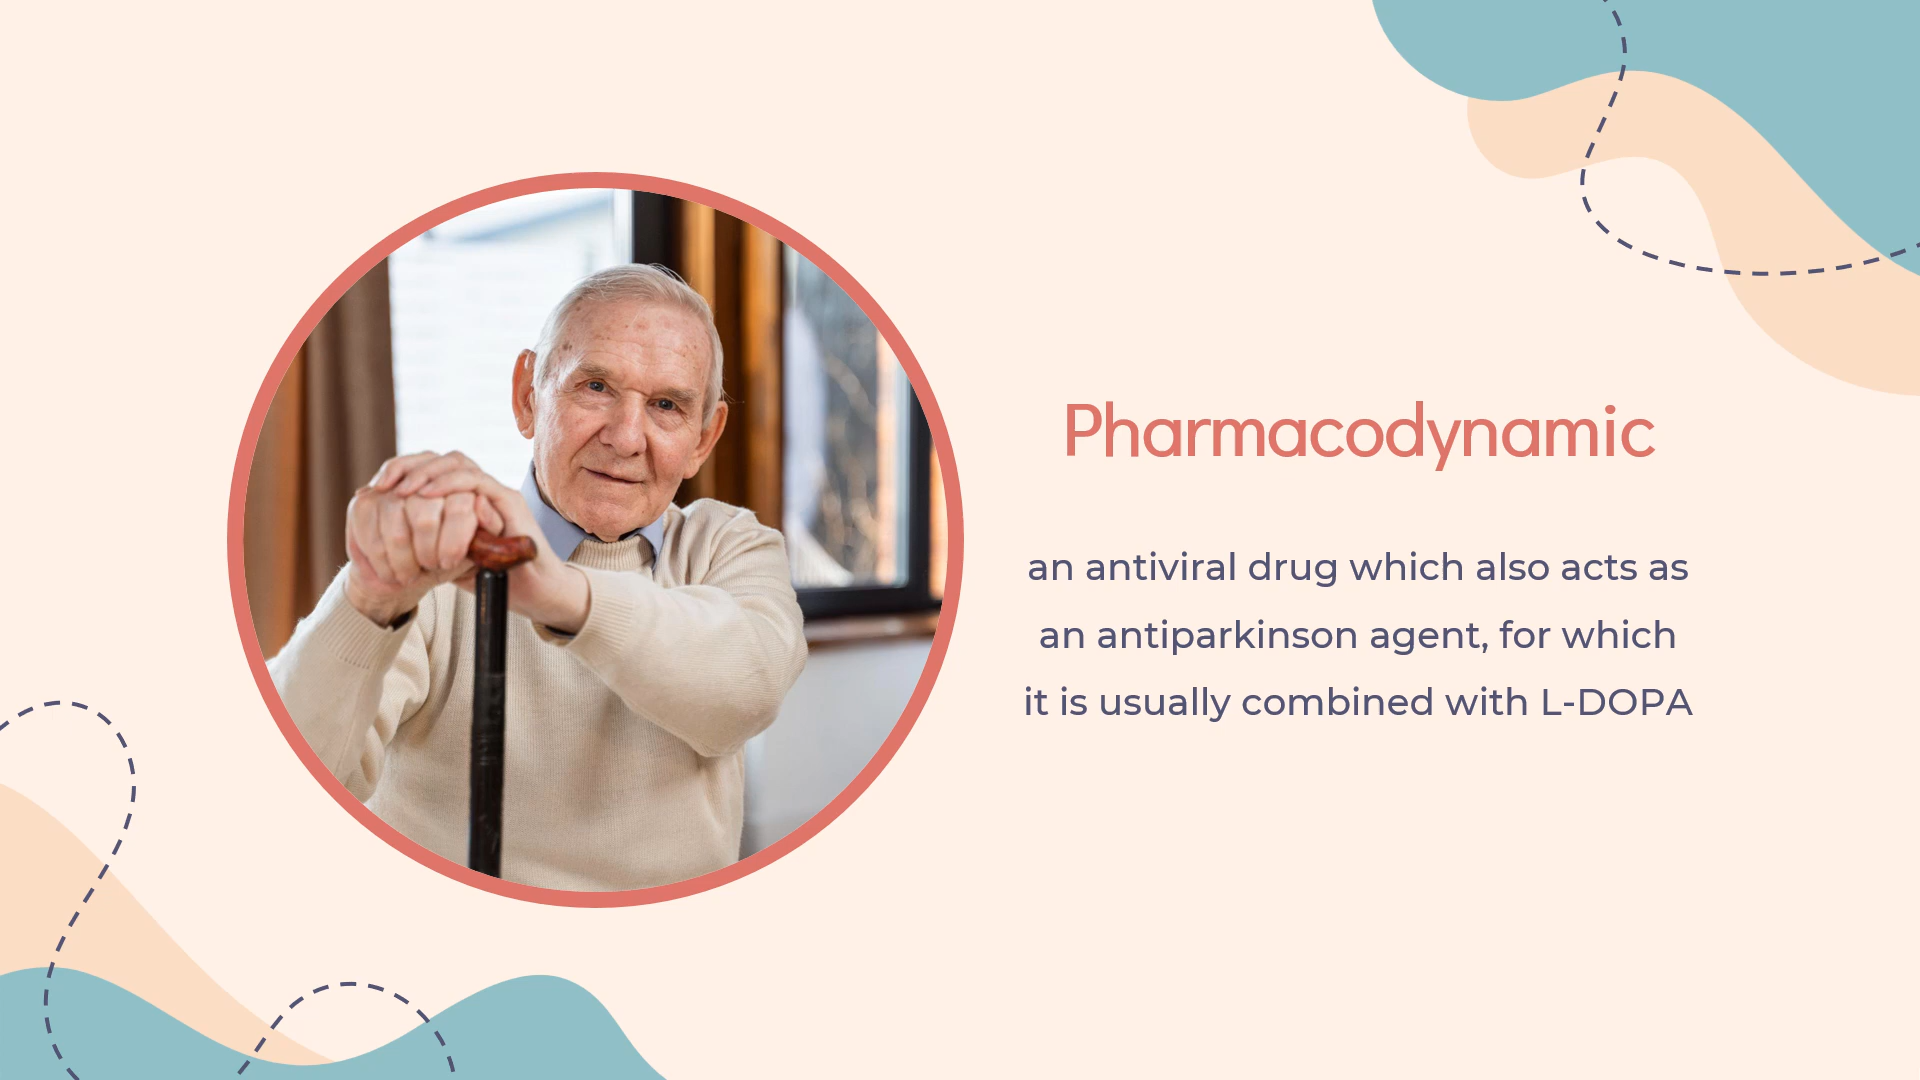 Pharmacodynamic
an antiviral drug which also acts as
an antiparkinson agent, for which
it is usually combined with L-DOPA